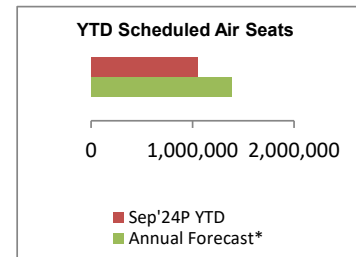 YTD Scheduled Air Seats
0 1,000,000 2,000,000
Sep'24P YTD
Annual Forecast*